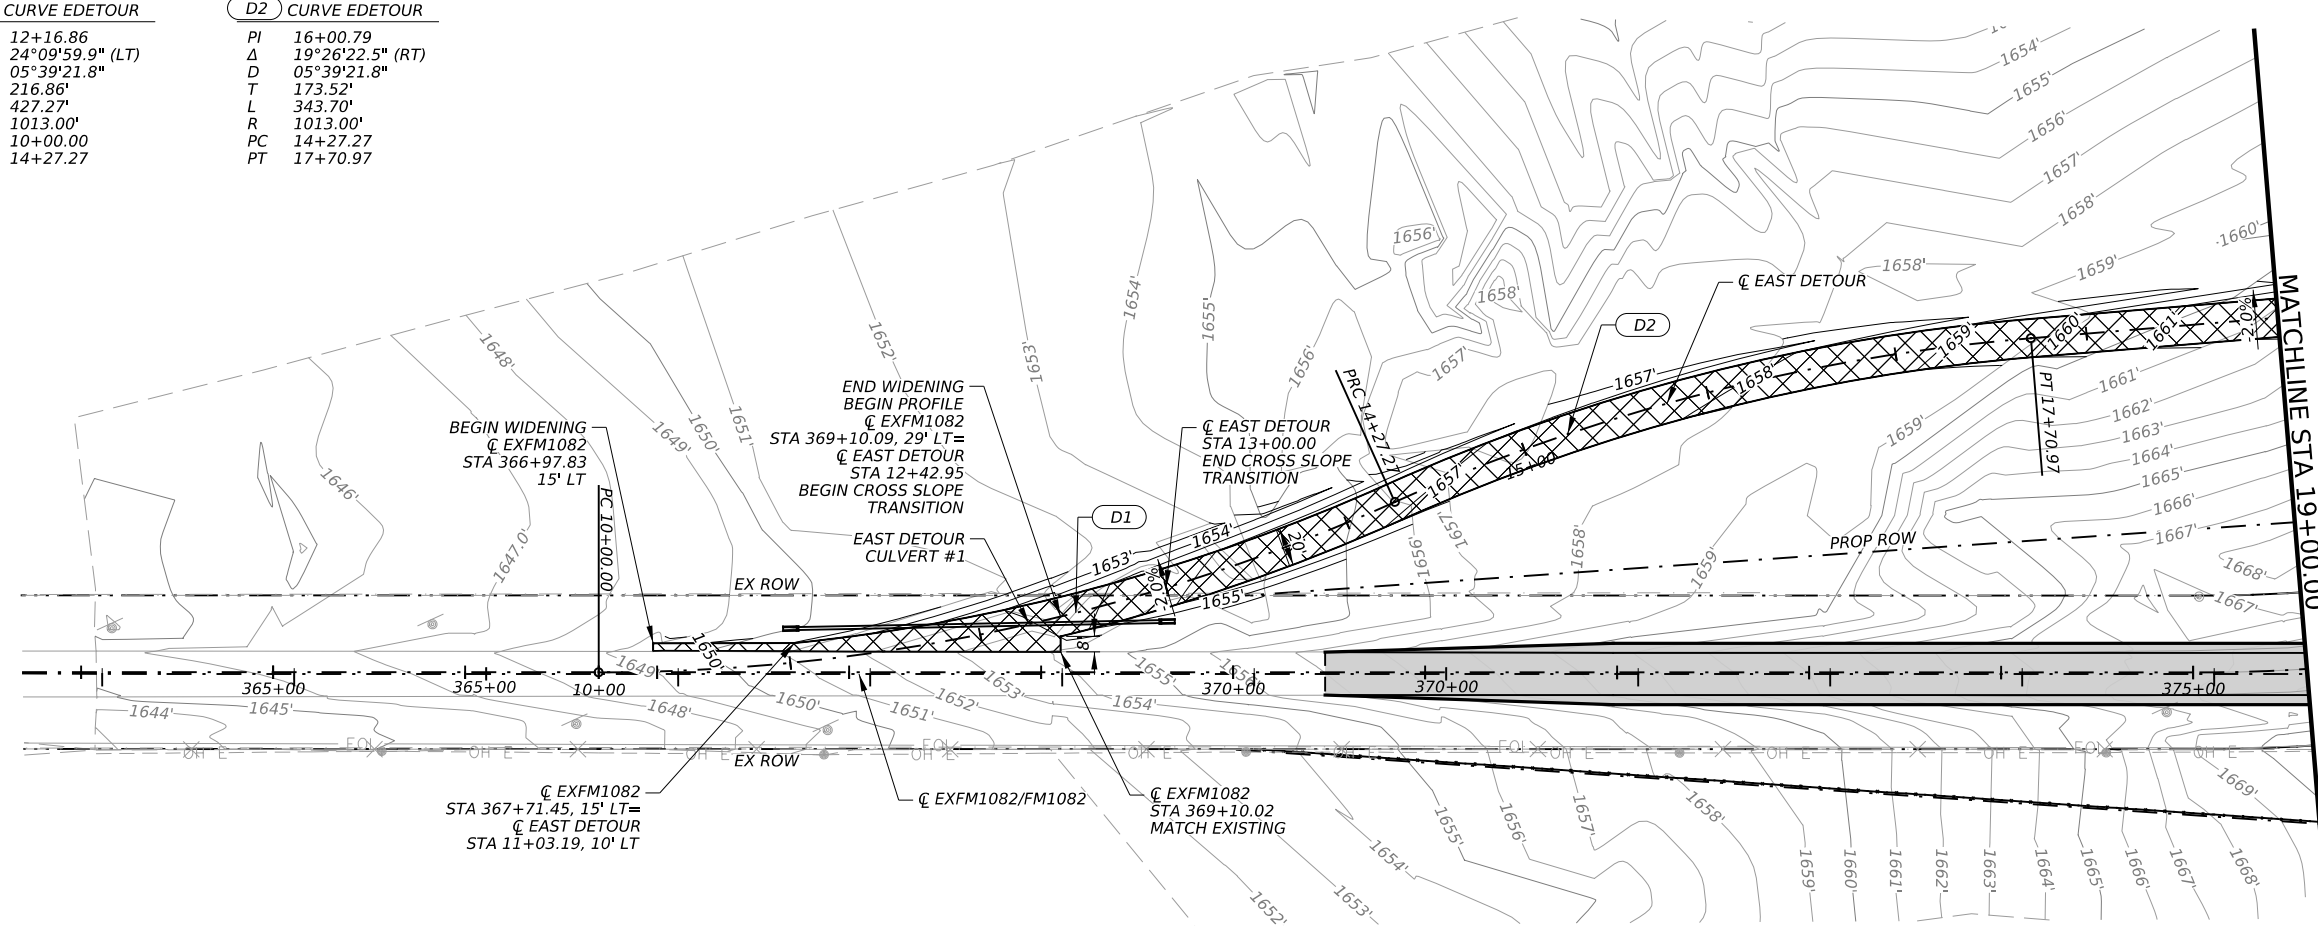 CURVE EDETOUR
12+16.86
24°09'59.9" (LT)
05°39'21.8"
216.86'
427.27'
1013.00'
10+00.00
14+27.27
D2 CURVE EDETOUR
PI 16+00.79
Δ 19°26'22.5" (RT)
D 05°39'21.8"
T 173.52'
L 343.70'
R 1013.00'
PC 14+27.27
PT 17+70.97
1654'
1655'
1656'
1657'
1658'
1660'
1659'
1658'
1656'
1658'
1657'
℄ EAST DETOUR
D2
MATCHLINE STA 19+00.00
-2.0%
1661'
1660'
1659'
1658'
1657'
PT 17+70.97
1661'
1662'
1663'
1664'
1665'
1666'
1667'
1668'
1667'
1659'
1648'
1649'
1650'
1651'
1652'
1653'
1654'
1655'
1656'
PRC 14+27.27
END WIDENING
BEGIN PROFILE
℄ EXFM1082
STA 369+10.09, 29' LT=
℄ EAST DETOUR
STA 12+42.95
BEGIN CROSS SLOPE
TRANSITION
℄ EAST DETOUR
STA 13+00.00
END CROSS SLOPE
TRANSITION
BEGIN WIDENING
℄ EXFM1082
STA 366+97.83
15' LT
1646'
1647.0'
PC 10+00.00
15+00
1657'
1657'
1656'
1658'
1659'
PROP ROW
D1
EAST DETOUR
CULVERT #1
1653'
1654'
20'
-2.0%
1655'
EX ROW
8'
1650'
1649'
1655'
1656'
365+00
365+00
10+00
370+00
370+00
375+00
1644'
1645'
1648'
1650'
1651'
1652'
1653'
1654'
OH E
OH E
OH E
OH E
OH E
OH E
OH E
OH E
OH E
EX ROW
℄ EXFM1082
STA 367+71.45, 15' LT=
℄ EAST DETOUR
STA 11+03.19, 10' LT
℄ EXFM1082/FM1082
℄ EXFM1082
STA 369+10.02
MATCH EXISTING
1652'
1653'
1654'
1655'
1656'
1657'
1658'
1659'
1660'
1661'
1662'
1663'
1664'
1665'
1666'
1667'
1668'
1669'